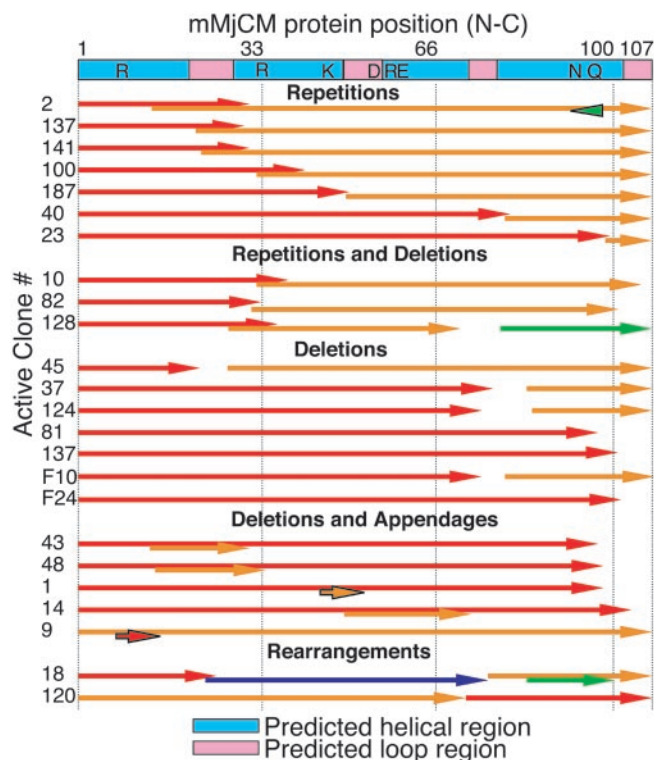 mMjCM protein position (N-C)
1 33 66 100 107
R R K D RE N Q
Repetitions
2
137
141
100
187
40
23
Repetitions and Deletions
10
82
128
Deletions
45
37
124
81
137
F10
F24
Deletions and Appendages
43
48
1
14
9
Rearrangements
18
120
Active Clone #
Predicted helical region
Predicted loop region